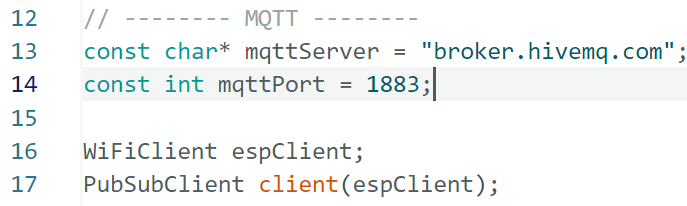 12 // -------- MQTT --------
13 const char* mqttServer = "broker.hivemq.com";
14 const int mqttPort = 1883;
15
16 WiFiClient espClient;
17 PubSubClient client(espClient);